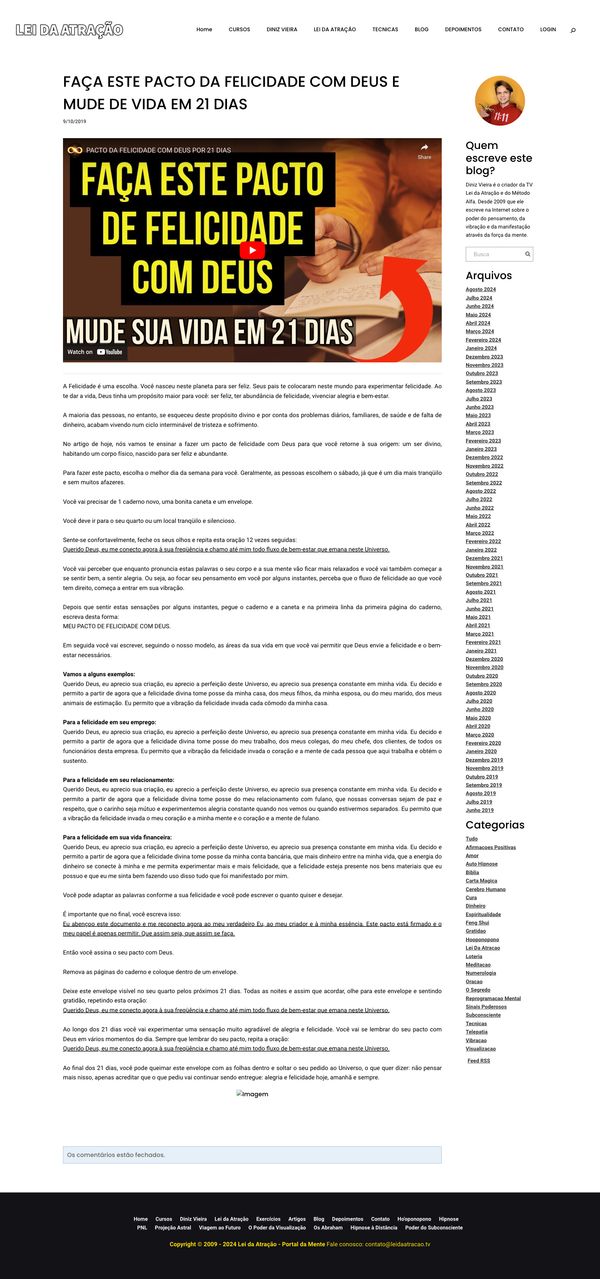 LEI DA ATRAÇÃO
Home CURSOS DINIZ VIEIRA LEI DA ATRAÇÃO TECNICAS BLOG DEPOIMENTOS CONTATO LOGIN
FAÇA ESTE PACTO DA FELICIDADE COM DEUS E
MUDE DE VIDA EM 21 DIAS
9/10/2019
PACTO DA FELICIDADE COM DEUS POR 21 DIAS
Share
FAÇA ESTE PACTO
DE FELICIDADE
COM DEUS
MUDE SUA VIDA EM 21 DIAS
Watch on YouTube
A Felicidade é uma escolha. Você nasceu neste planeta para ser feliz. Seus pais te colocaram neste mundo para experimentar felicidade. Ao
te dar a vida, Deus tinha um propósito maior para você: ser feliz, ter abundância de felicidade, vivenciar alegria e bem-estar.
A maioria das pessoas, no entanto, se esqueceu deste propósito divino e por conta dos problemas diários, familiares, de saúde e de falta de
dinheiro, acabam vivendo num ciclo interminável de tristeza e sofrimento.
No artigo de hoje, nós vamos te ensinar a fazer um pacto de felicidade com Deus para que você retorne à sua origem: um ser divino,
habitando um corpo físico, nascido para ser feliz e abundante.
Para fazer este pacto, escolha o melhor dia da semana para você. Geralmente, as pessoas escolhem o sábado, já que é um dia mais tranqüilo
e sem muitos afazeres.
Você vai precisar de 1 caderno novo, uma bonita caneta e um envelope.
Você deve ir para o seu quarto ou um local tranqüilo e silencioso.
Sente-se confortavelmente, feche os seus olhos e repita esta oração 12 vezes seguidas:
Querido Deus, eu me conecto agora à sua freqüência e chamo até mim todo fluxo de bem-estar que emana neste Universo.
Você vai perceber que enquanto pronuncia estas palavras o seu corpo e a sua mente vão ficar mais relaxados e você vai também começar a
se sentir bem, a sentir alegria. Ou seja, ao focar seu pensamento em você por alguns instantes, perceba que o fluxo de felicidade ao que você
tem direito, começa a entrar em sua vibração.
Depois que sentir estas sensações por alguns instantes, pegue o caderno e a caneta e na primeira linha da primeira página do caderno,
escreva desta forma:
MEU PACTO DE FELICIDADE COM DEUS.
Em seguida você vai escrever, seguindo o nosso modelo, as áreas da sua vida em que você vai permitir que Deus envie a felicidade e o bem-
estar necessários.
Vamos a alguns exemplos:
Querido Deus, eu aprecio sua criação, eu aprecio a perfeição deste Universo, eu aprecio sua presença constante em minha vida. Eu decido e
permito a partir de agora que a felicidade divina tome posse da minha casa, dos meus filhos, da minha esposa, ou do meu marido, dos meus
animais de estimação. Eu permito que a vibração da felicidade invada cada cômodo da minha casa.
Para a felicidade em seu emprego:
Querido Deus, eu aprecio sua criação, eu aprecio a perfeição deste Universo, eu aprecio sua presença constante em minha vida. Eu decido e
permito a partir de agora que a felicidade divina tome posse do meu trabalho, dos meus colegas, do meu chefe, dos clientes, de todos os
funcionários desta empresa. Eu permito que a vibração da felicidade invada o coração e a mente de cada pessoa que aqui trabalha e obtém o
sustento.
Para a felicidade em seu relacionamento:
Querido Deus, eu aprecio sua criação, eu aprecio a perfeição deste Universo, eu aprecio sua presença constante em minha vida. Eu decido e
permito a partir de agora que a felicidade divina tome posse do meu relacionamento com fulano, que nossas conversas sejam de paz e
respeito, que o carinho seja mútuo e experimentemos alegria constante quando nos vemos ou quando estivermos separados. Eu permito que
a vibração da felicidade invada o meu coração e a minha mente e o coração e a mente de fulano.
Para a felicidade em sua vida financeira:
Querido Deus, eu aprecio sua criação, eu aprecio a perfeição deste Universo, eu aprecio sua presença constante em minha vida. Eu decido e
permito a partir de agora que a felicidade divina tome posse da minha conta bancária, que mais dinheiro entre na minha vida, que a energia do
dinheiro se conecte à minha e me permita experimentar mais e mais felicidade, que a felicidade esteja presente nos bens materiais que eu
possuo e que eu me sinta bem fazendo uso disso tudo que foi manifestado por mim.
Você pode adaptar as palavras conforme a sua felicidade e você pode escrever o quanto quiser e desejar.
É importante que no final, você escreva isso:
Eu abençoo este documento e me reconecto agora ao meu verdadeiro Eu, ao meu criador e à minha essência. Este pacto está firmado e o
meu papel é apenas permitir. Que assim seja, que assim se faça.
Então você assina o seu pacto com Deus.
Remova as páginas do caderno e coloque dentro de um envelope.
Deixe este envelope visível no seu quarto pelos próximos 21 dias. Todas as noites e assim que acordar, olhe para este envelope e sentindo
gratidão, repetindo esta oração:
Querido Deus, eu me conecto agora à sua freqüência e chamo até mim todo fluxo de bem-estar que emana neste Universo.
Ao longo dos 21 dias você vai experimentar uma sensação muito agradável de alegria e felicidade. Você vai se lembrar do seu pacto com
Deus em vários momentos do dia. Sempre que lembrar do seu pacto, repita a oração:
Querido Deus, eu me conecto agora à sua freqüência e chamo até mim todo fluxo de bem-estar que emana neste Universo.
Ao final dos 21 dias, você pode queimar este envelope com as folhas dentro e soltar o seu pedido ao Universo, o que quer dizer: não pensar
mais nisso, apenas acreditar que o que pediu vai continuar sendo entregue: alegria e felicidade hoje, amanhã e sempre.
Imagem
Os comentários estão fechados.
11:11
Quem
escreve este
blog?
Diniz Vieira é o criador da TV
Lei da Atração e do Método
Alfa. Desde 2009 que ele
escreve na Internet sobre o
poder do pensamento, da
vibração e da manifestação
através da força da mente.
Busca
Arquivos
Agosto 2024
Julho 2024
Junho 2024
Maio 2024
Abril 2024
Março 2024
Fevereiro 2024
Janeiro 2024
Dezembro 2023
Novembro 2023
Outubro 2023
Setembro 2023
Agosto 2023
Julho 2023
Junho 2023
Maio 2023
Abril 2023
Março 2023
Fevereiro 2023
Janeiro 2023
Dezembro 2022
Novembro 2022
Outubro 2022
Setembro 2022
Agosto 2022
Julho 2022
Junho 2022
Maio 2022
Abril 2022
Março 2022
Fevereiro 2022
Janeiro 2022
Dezembro 2021
Novembro 2021
Outubro 2021
Setembro 2021
Agosto 2021
Julho 2021
Junho 2021
Maio 2021
Abril 2021
Março 2021
Fevereiro 2021
Janeiro 2021
Dezembro 2020
Novembro 2020
Outubro 2020
Setembro 2020
Agosto 2020
Julho 2020
Junho 2020
Maio 2020
Abril 2020
Março 2020
Fevereiro 2020
Janeiro 2020
Dezembro 2019
Novembro 2019
Outubro 2019
Setembro 2019
Agosto 2019
Julho 2019
Junho 2019
Categorias
Tudo
Afirmacoes Positivas
Amor
Auto Hipnose
Biblia
Carta Magica
Cerebro Humano
Cura
Dinheiro
Espiritualidade
Feng Shui
Gratidao
Hooponopono
Lei Da Atracao
Loteria
Meditacao
Numerologia
Oracao
O Segredo
Reprogramacao Mental
Sinais Poderosos
Subconsciente
Tecnicas
Telepatia
Vibracao
Visualizacao
Feed RSS
Home Cursos Diniz Vieira Lei da Atração Exercícios Artigos Blog Depoimentos Contato Ho'oponopono Hipnose
PNL Projeção Astral Viagem ao Futuro O Poder da Visualização Os Abraham Hipnose à Distância Poder do Subconsciente
Copyright © 2009 - 2024 Lei da Atração - Portal da Mente Fale conosco: contato@leidaatracao.tv